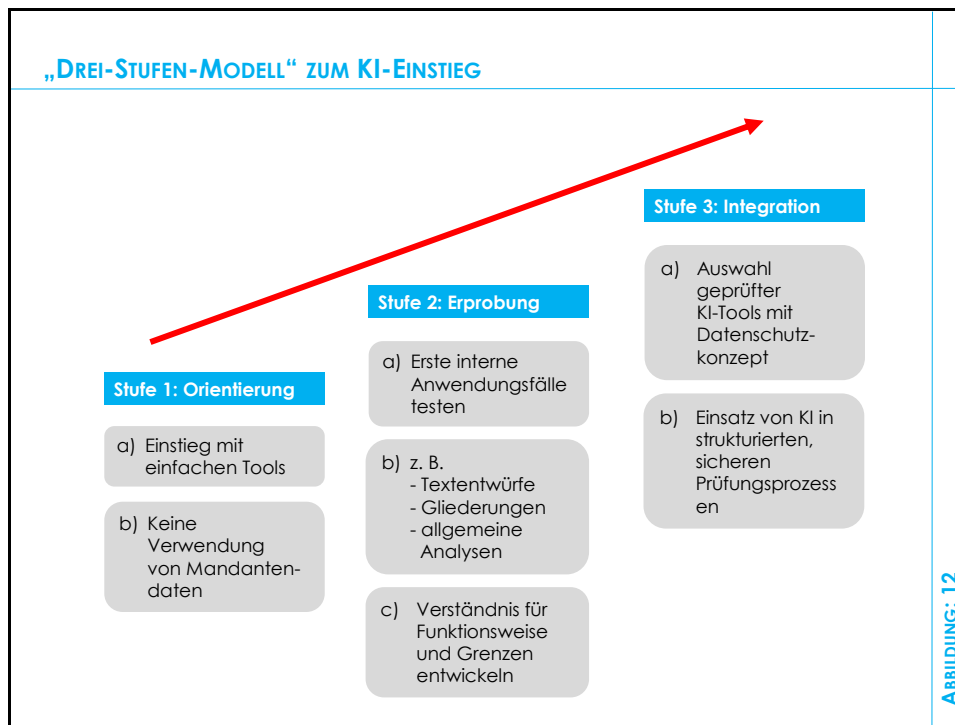 „DREI-STUFEN-MODELL“ ZUM KI-EINSTIEG
Stufe 1: Orientierung
a) Einstieg mit
einfachen Tools
b) Keine
Verwendung
von Mandanten-
daten
Stufe 2: Erprobung
a) Erste interne
Anwendungsfälle
testen
b) z. B.
- Textentwürfe
- Gliederungen
- allgemeine
Analysen
c) Verständnis für
Funktionsweise
und Grenzen
entwickeln
Stufe 3: Integration
a) Auswahl
geprüfter
KI-Tools mit
Datenschutz-
konzept
b) Einsatz von KI in
strukturierten,
sicheren
Prüfungsprozess
en
ABBILDUNG: 12